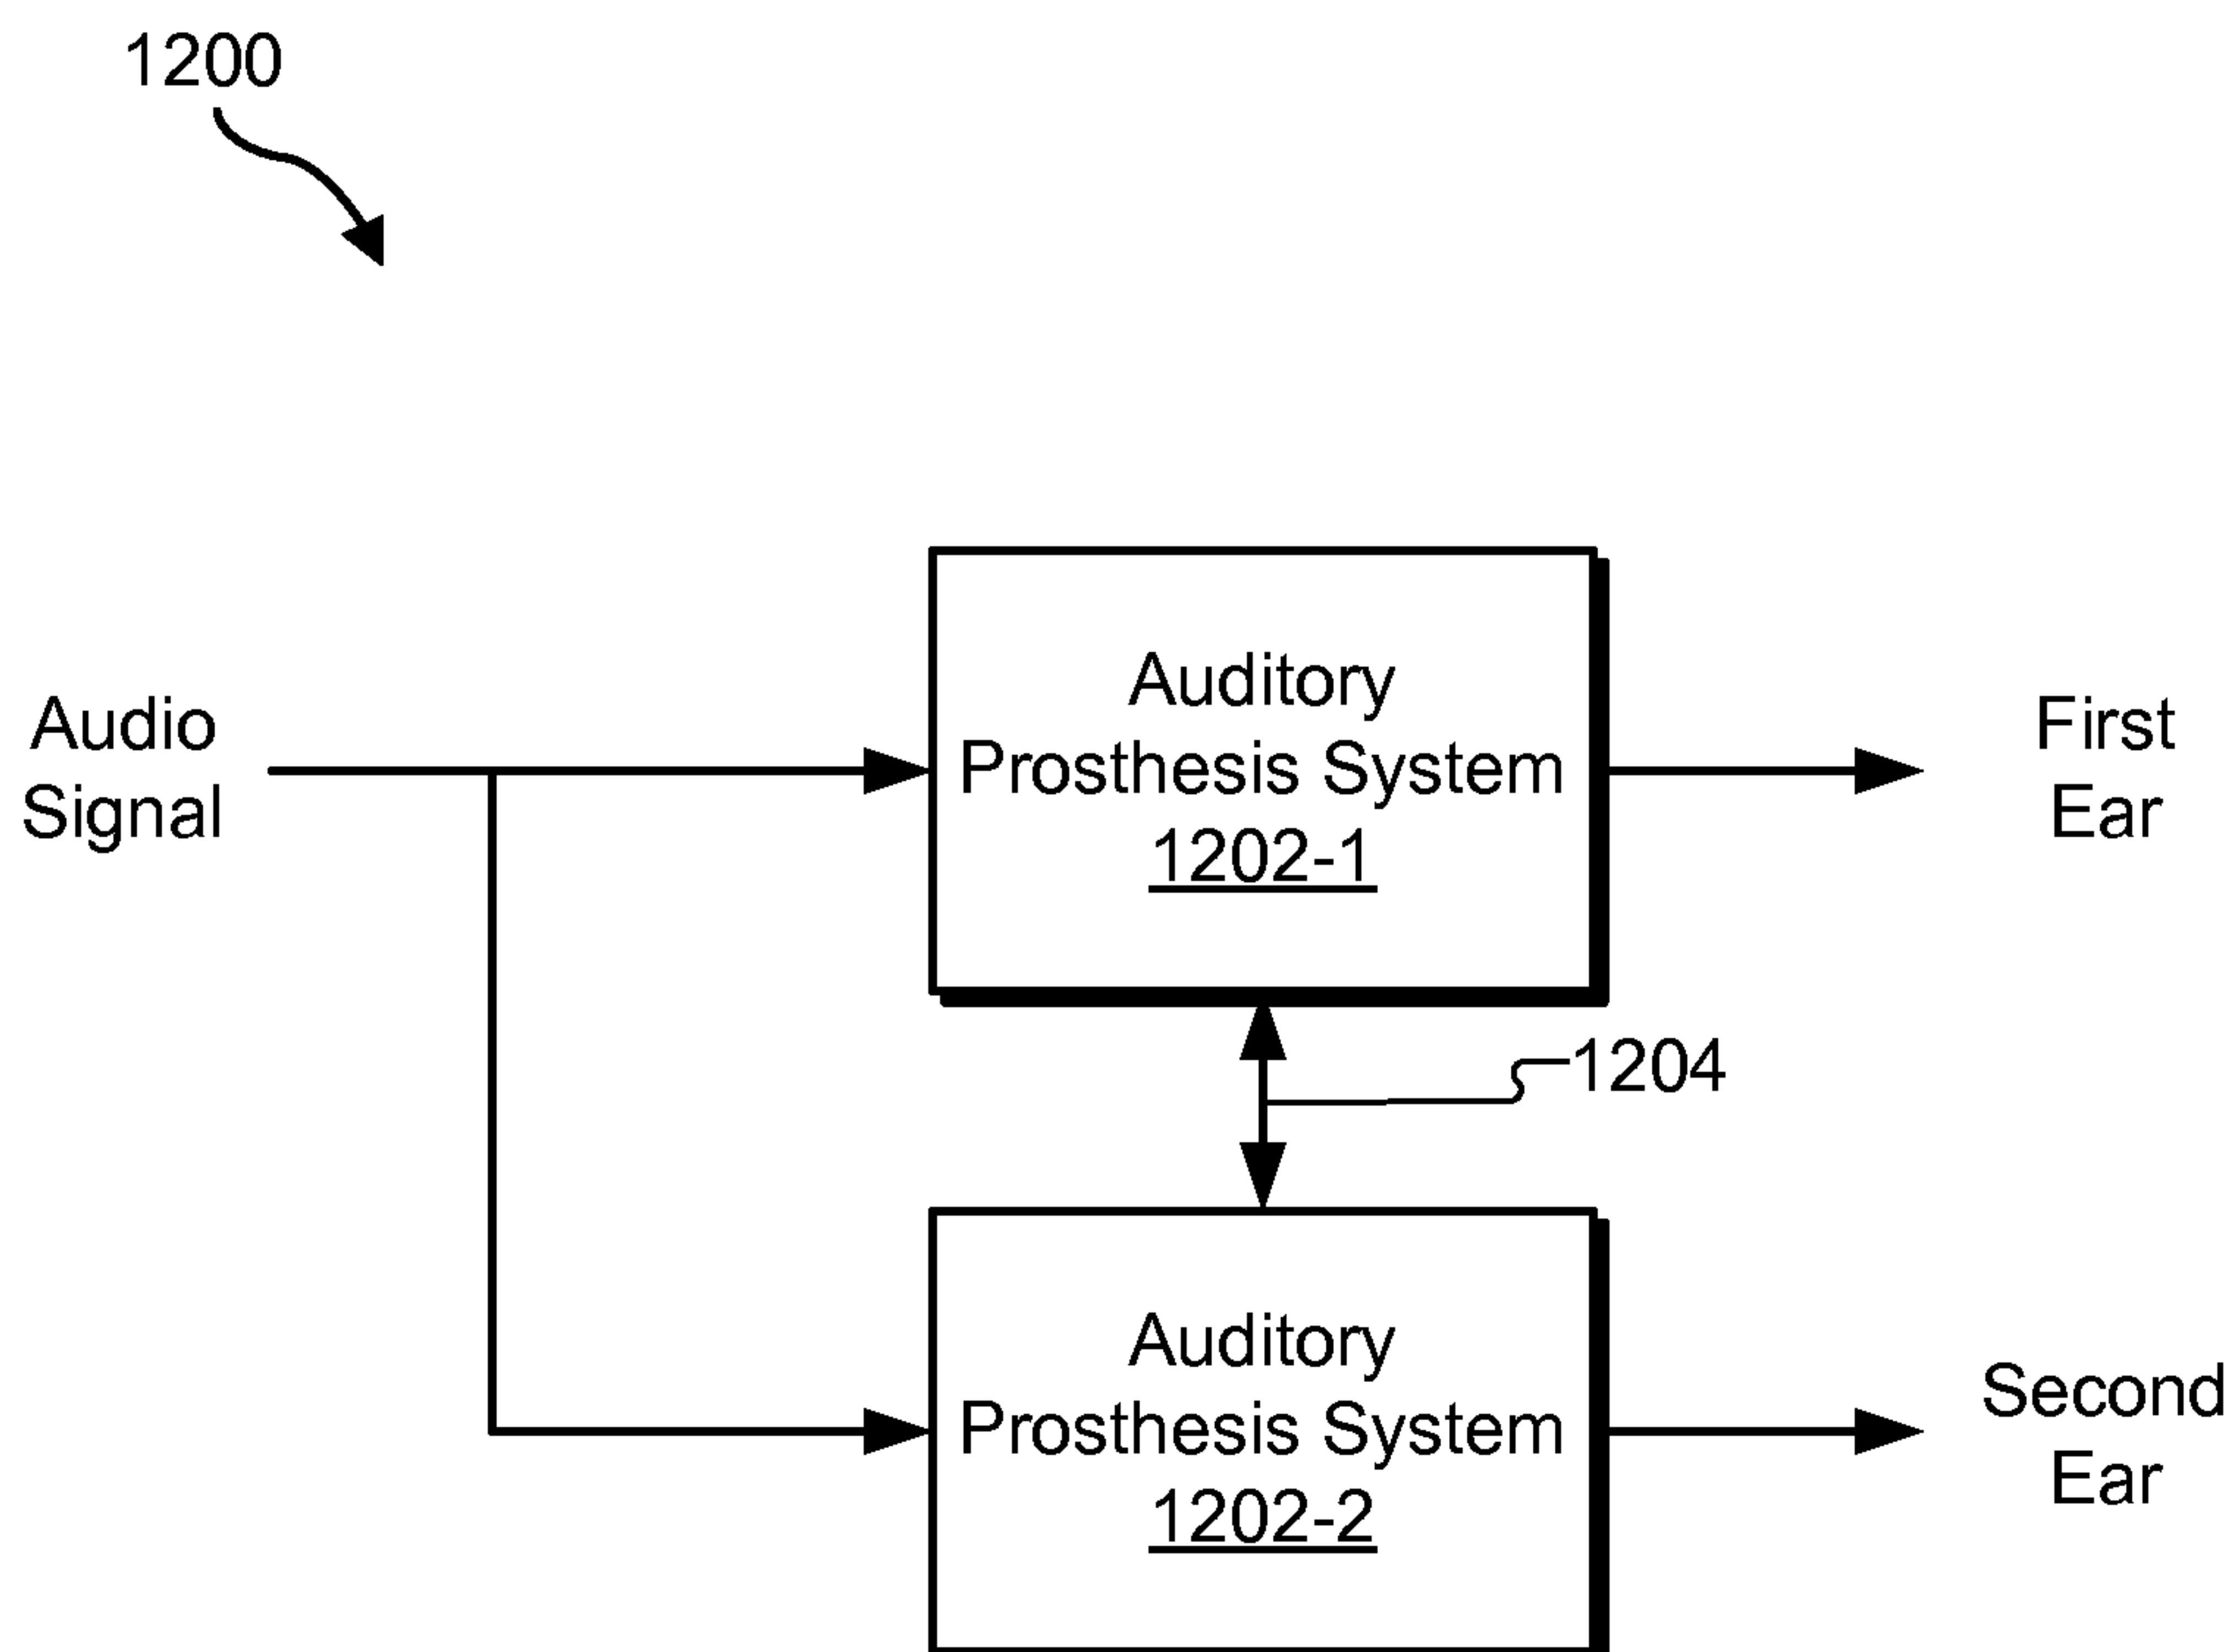 1200
Audio
Signal
Auditory
Prosthesis System
1202-1
First
Ear
1204
Auditory
Prosthesis System
1202-2
Second
Ear